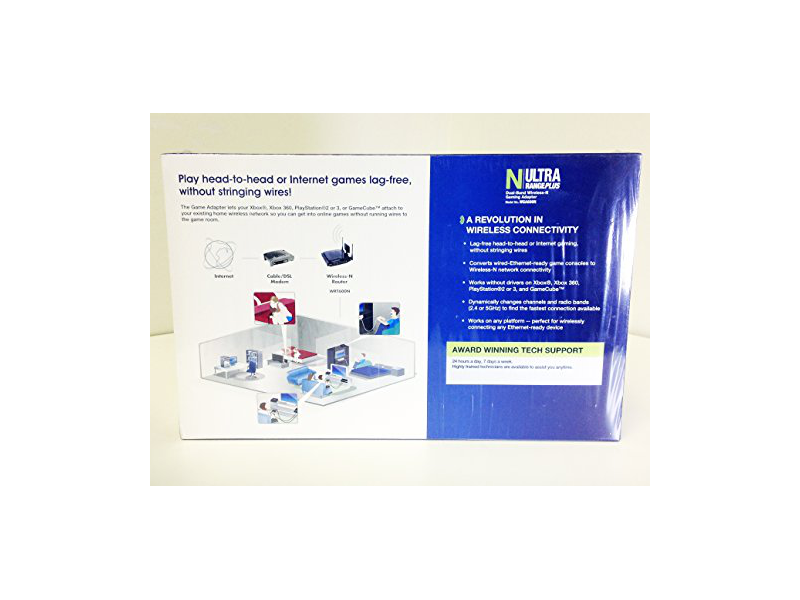 Play head-to-head or Internet games lag-free,
without stringing wires!
The Game Adapter lets your Xbox®, Xbox 360, PlayStation®2 or 3, or GameCube™ attach to
your existing home wireless network so you can get into online games without running wires to
the game room.
Internet
Cable/DSL
Modem
Wireless-N
Router
WRT600N
N ULTRA
RANGEPLUS
Dual-Band Wireless-N
Gaming Adapter
Model No. WGA600N
A REVOLUTION IN
WIRELESS CONNECTIVITY
• Lag-free head-to-head or Internet gaming,
without stringing wires
• Converts wired-Ethernet-ready game consoles to
Wireless-N network connectivity
• Works without drivers on Xbox®, Xbox 360,
PlayStation®2 or 3, and GameCube™
• Dynamically changes channels and radio bands
(2.4 or 5GHz) to find the fastest connection available
• Works on any platform — perfect for wirelessly
connecting any Ethernet-ready device
AWARD WINNING TECH SUPPORT
24 hours a day, 7 days a week.
Highly trained technicians are available to assist you anytime.